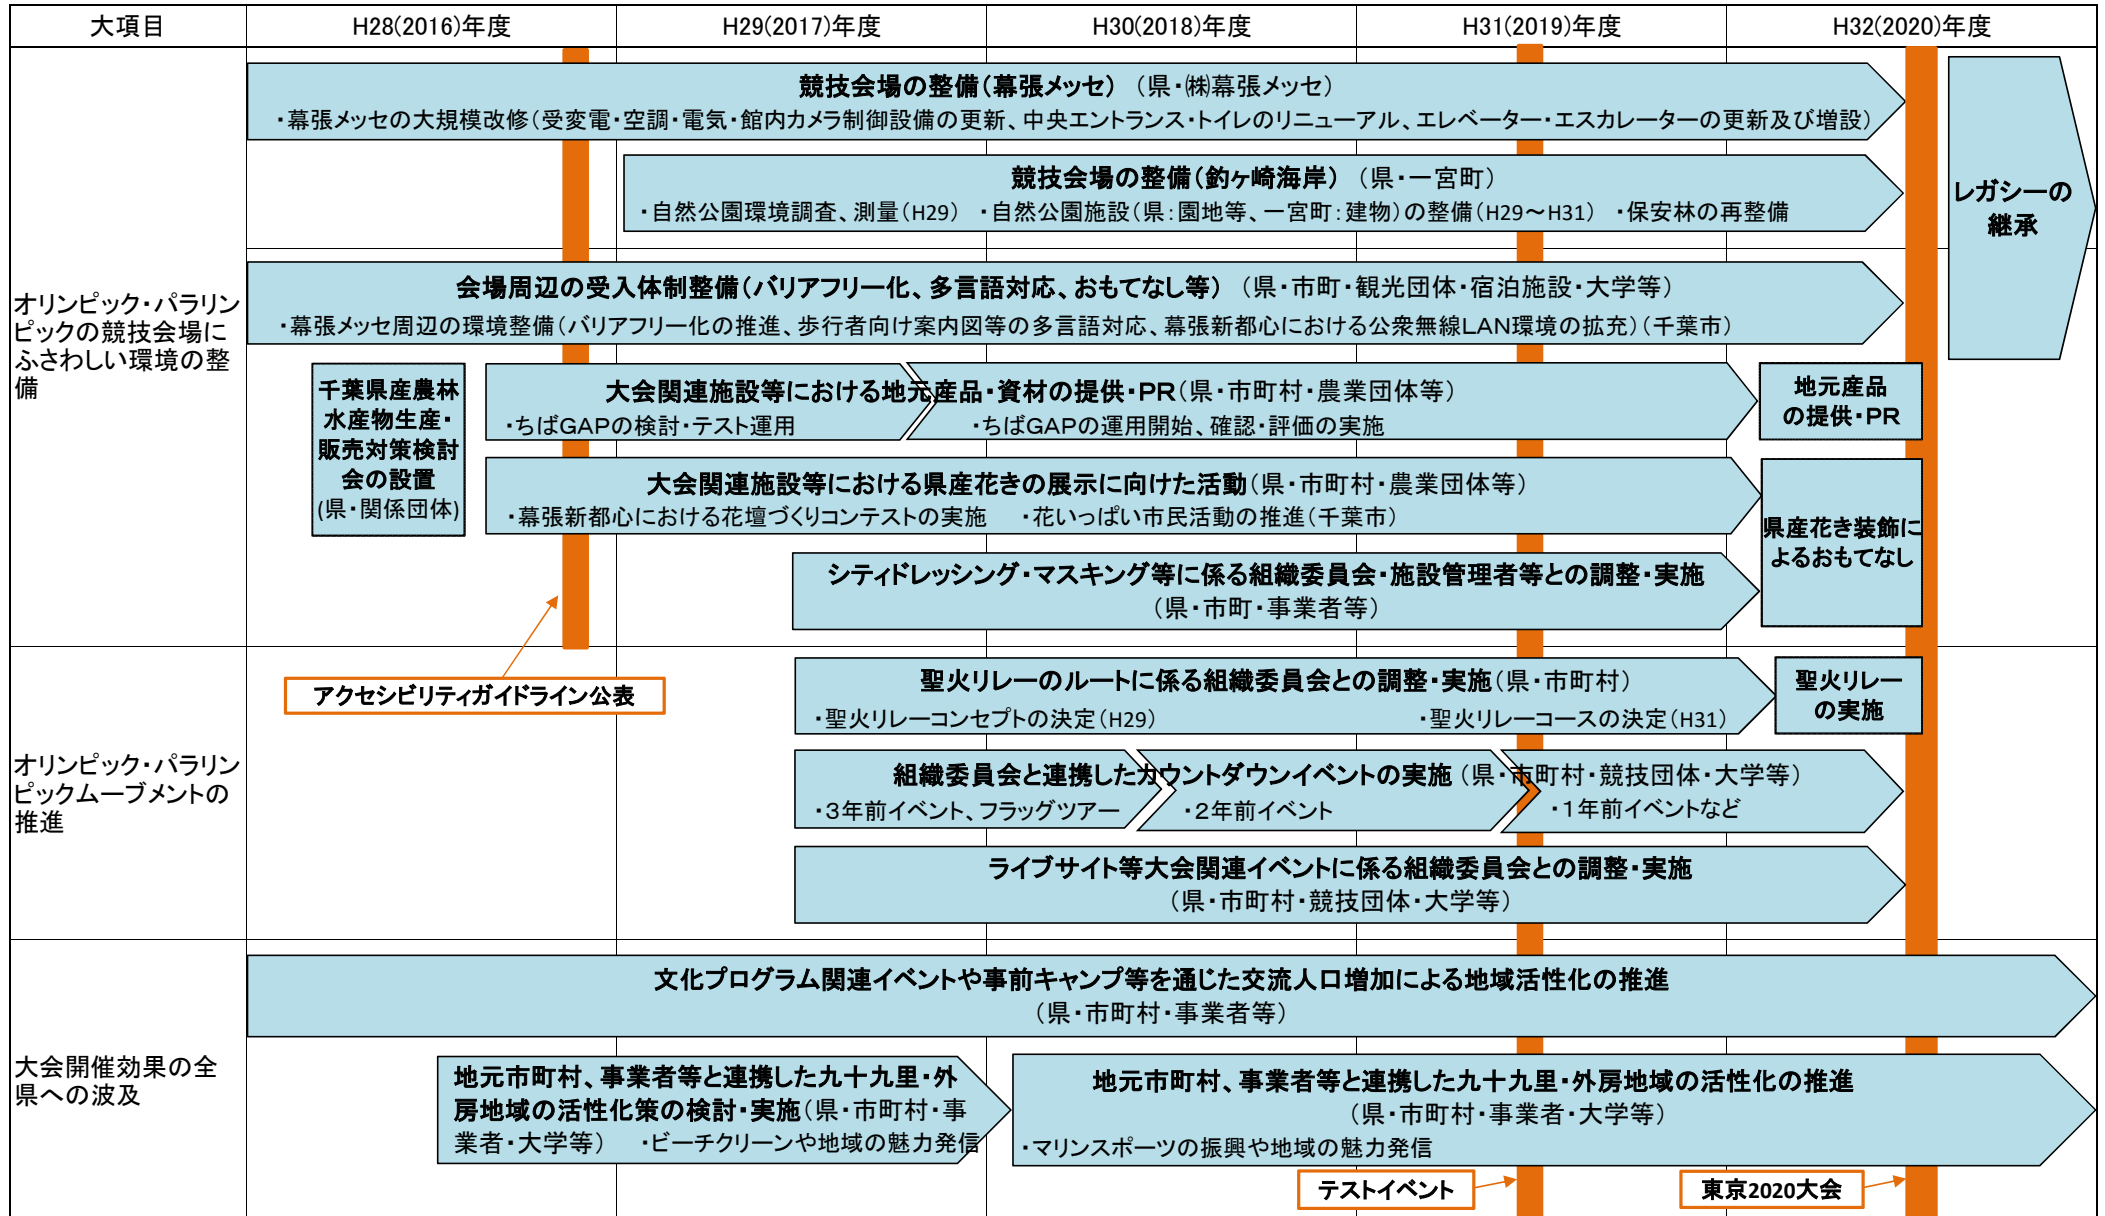 大項目
H28(2016)年度
H29(2017)年度
H30(2018)年度
H31(2019)年度
H32(2020)年度
オリンピック・パラリン
ピックの競技会場に
ふさわしい環境の整
備
競技会場の整備(幕張メッセ) (県・㈱幕張メッセ)
・幕張メッセの大規模改修(受変電・空調・電気・館内カメラ制御設備の更新、中央エントランス・トイレのリニューアル、エレベーター・エスカレーターの更新及び増設)
競技会場の整備(釣ヶ崎海岸) (県・一宮町)
・自然公園環境調査、測量(H29) ・自然公園施設(県:園地等、一宮町:建物)の整備(H29~H31) ・保安林の再整備
レガシーの
継承
会場周辺の受入体制整備(バリアフリー化、多言語対応、おもてなし等) (県・市町・観光団体・宿泊施設・大学等)
・幕張メッセ周辺の環境整備(バリアフリー化の推進、歩行者向け案内図等の多言語対応、幕張新都心における公衆無線LAN環境の拡充)(千葉市)
千葉県産農林
水産物生産・
販売対策検討
会の設置
(県・関係団体)
大会関連施設等における地元産品・資材の提供・PR(県・市町村・農業団体等)
・ちばGAPの検討・テスト運用
・ちばGAPの運用開始、確認・評価の実施
地元産品
の提供・PR
大会関連施設等における県産花きの展示に向けた活動(県・市町村・農業団体等)
・幕張新都心における花壇づくりコンテストの実施 ・花いっぱい市民活動の推進(千葉市)
県産花き装飾に
よるおもてなし
シティドレッシング・マスキング等に係る組織委員会・施設管理者等との調整・実施
(県・市町・事業者等)
アクセシビリティガイドライン公表
オリンピック・パラリン
ピックムーブメントの
推進
聖火リレーのルートに係る組織委員会との調整・実施(県・市町村)
・聖火リレーコンセプトの決定(H29)
・聖火リレーコースの決定(H31)
聖火リレー
の実施
組織委員会と連携したカウントダウンイベントの実施 (県・市町村・競技団体・大学等)
・3年前イベント、フラッグツアー
・2年前イベント
・1年前イベントなど
ライブサイト等大会関連イベントに係る組織委員会との調整・実施
(県・市町村・競技団体・大学等)
大会開催効果の全
県への波及
文化プログラム関連イベントや事前キャンプ等を通じた交流人口増加による地域活性化の推進
(県・市町村・事業者等)
地元市町村、事業者等と連携した九十九里・外
房地域の活性化策の検討・実施(県・市町村・事
業者・大学等) ・ビーチクリーンや地域の魅力発信
地元市町村、事業者等と連携した九十九里・外房地域の活性化の推進
(県・市町村・事業者・大学等)
・マリンスポーツの振興や地域の魅力発信
テストイベント
東京2020大会